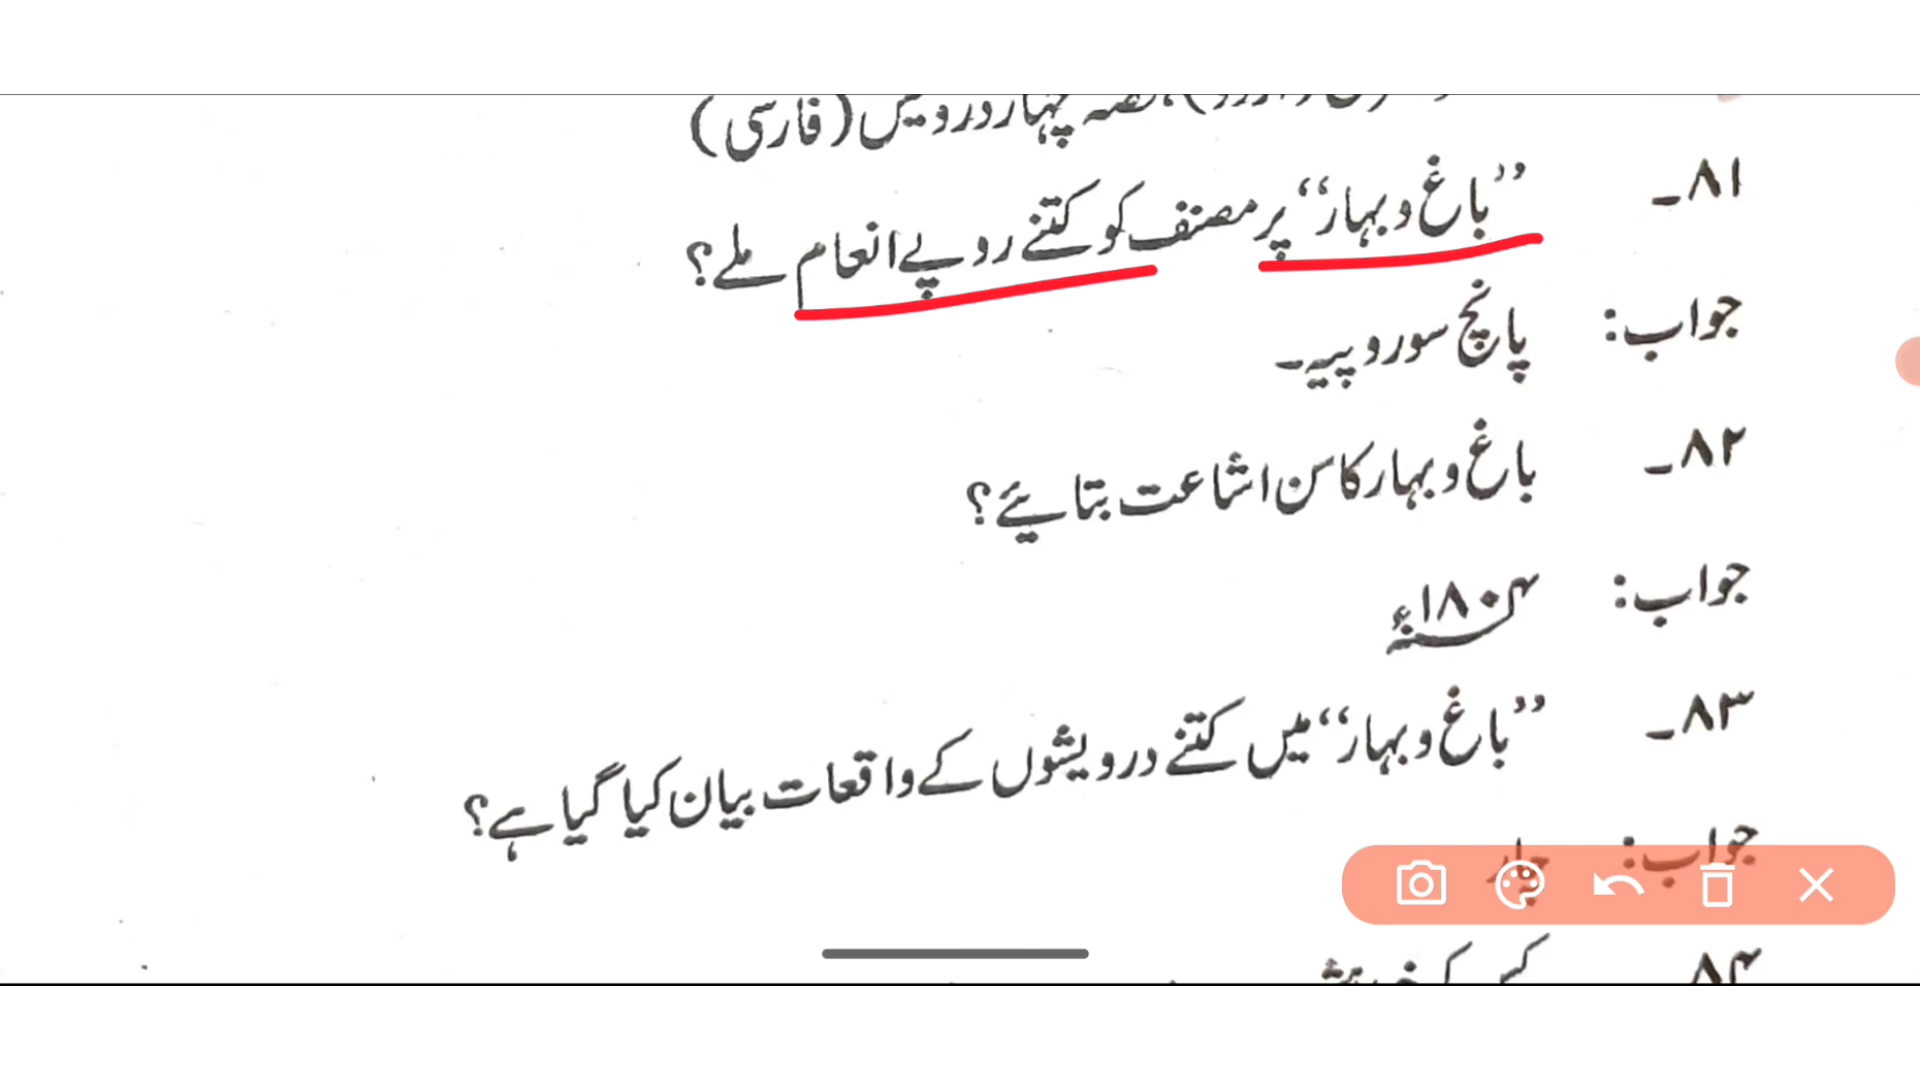 قصہ چہار درویش (فارسی)
۸۱۔ ”باغ و بہار“ پر مصنف کو کتنے روپے انعام ملے؟
جواب: پانچ سو روپیہ۔
۸۲۔ باغ و بہار کا سن اشاعت بتائیے؟
جواب: ۱۸۰۴ء
۸۳۔ ”باغ و بہار“ میں کتنے درویشوں کے واقعات بیان کیا گیا ہے؟
جواب: چار
۸۴